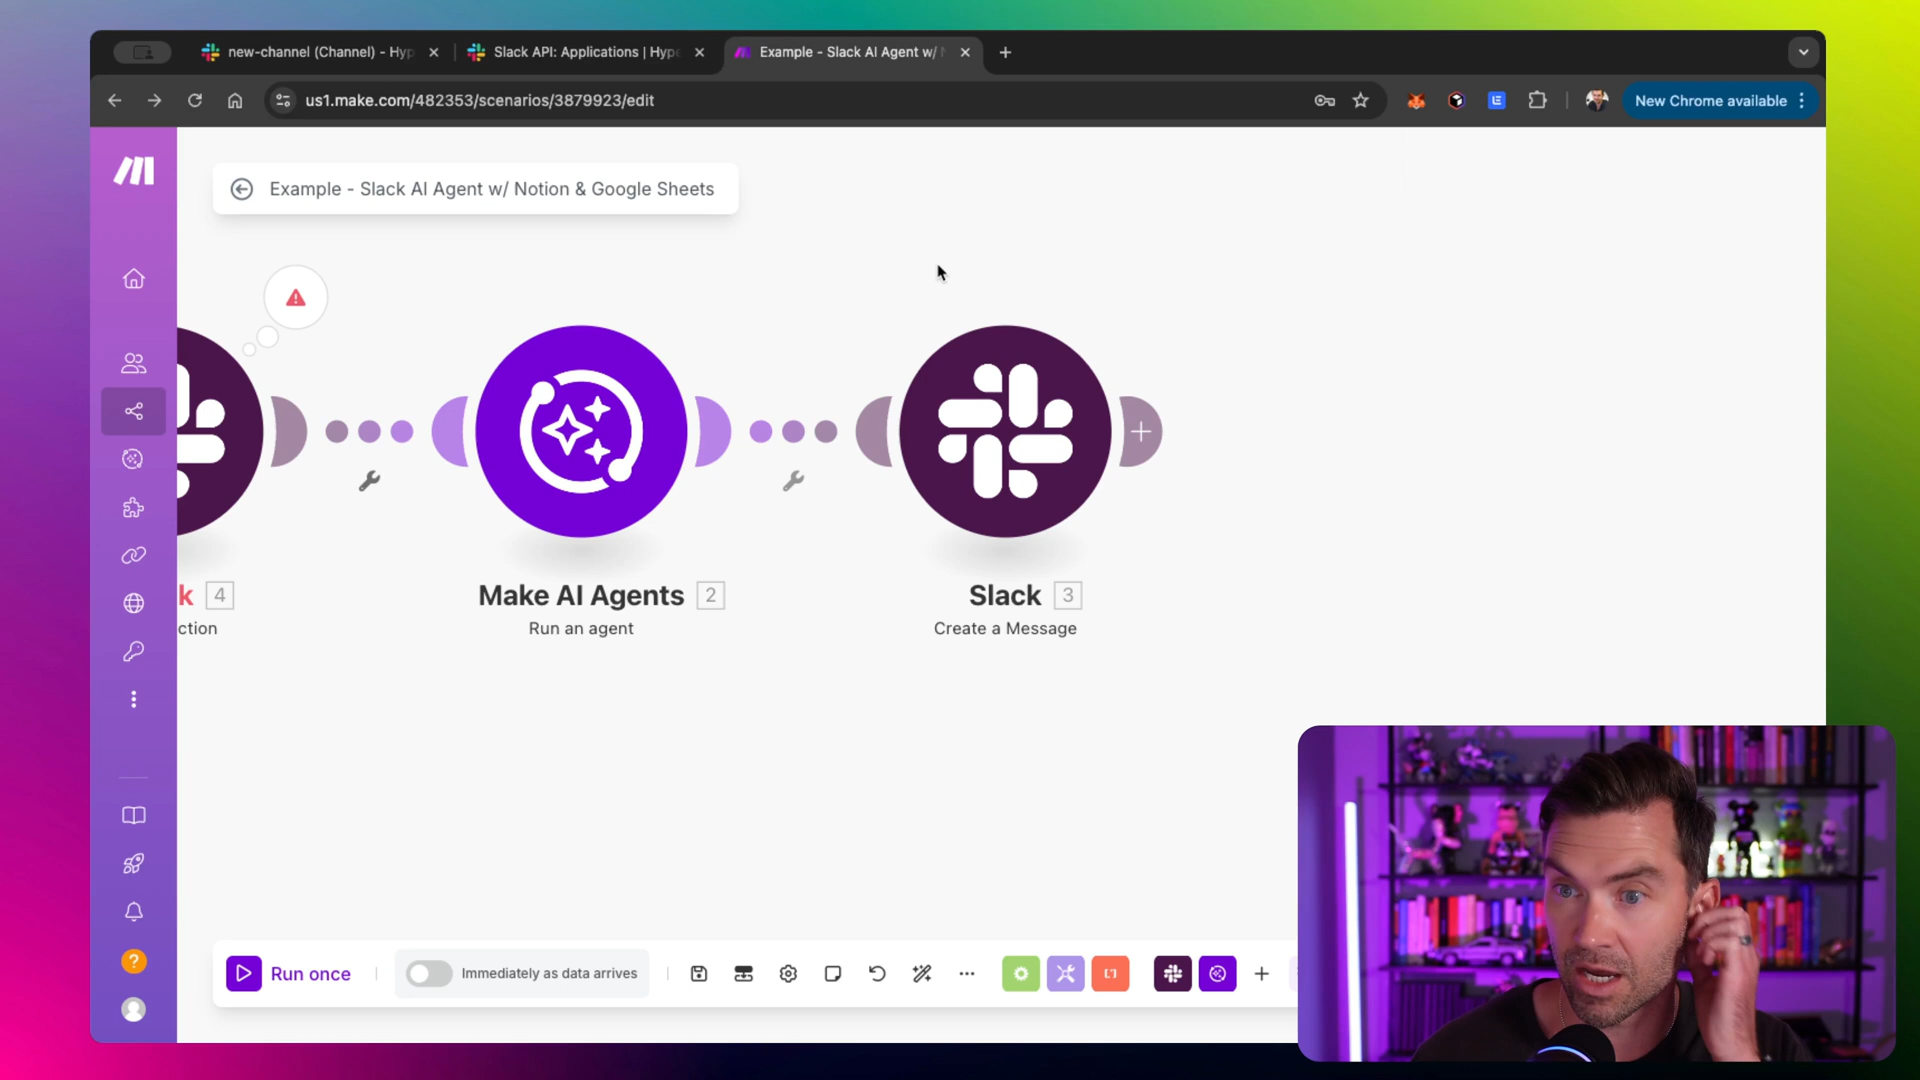 new-channel (Channel) - Hyp
Slack API: Applications | Hype
Example - Slack AI Agent w/
us1.make.com/482353/scenarios/3879923/edit
New Chrome available
Example - Slack AI Agent w/ Notion & Google Sheets
k 4
ction
Make AI Agents 2
Run an agent
Slack 3
Create a Message
Run once
Immediately as data arrives